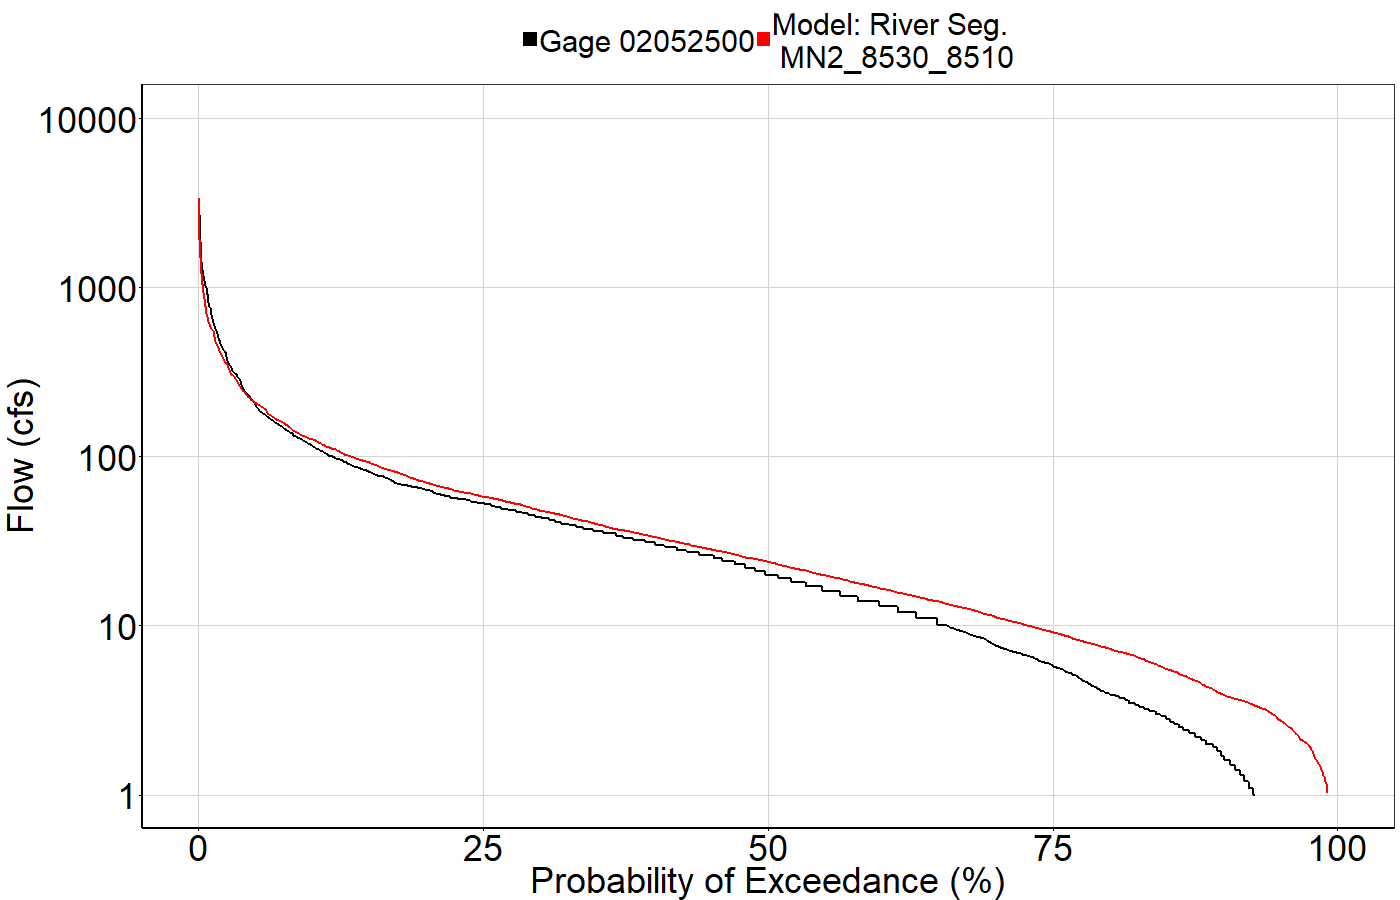 Gage 02052500
Model: River Seg.
MN2_8530_8510
Flow (cfs)
10000
1000
100
10
1
0 25 50 75 100
Probability of Exceedance (%)